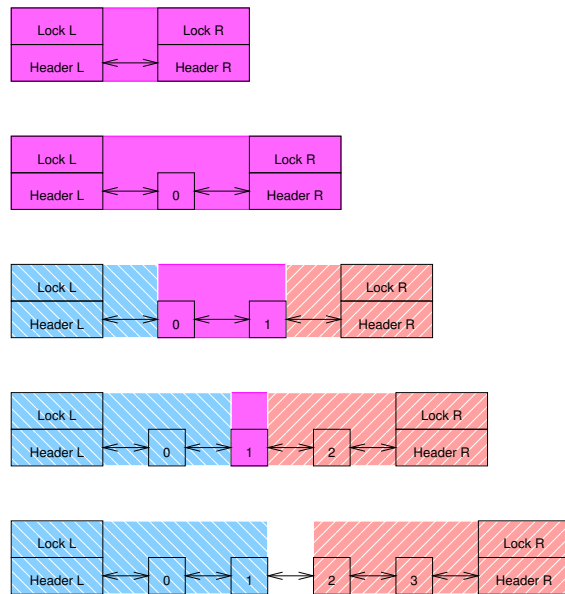 Lock L Lock R
Header L Header R
Lock L Lock R
Header L 0 Header R
Lock L Lock R
Header L 0 1 Header R
Lock L Lock R
Header L 0 1 2 Header R
Lock L Lock R
Header L 0 1 2 3 Header R